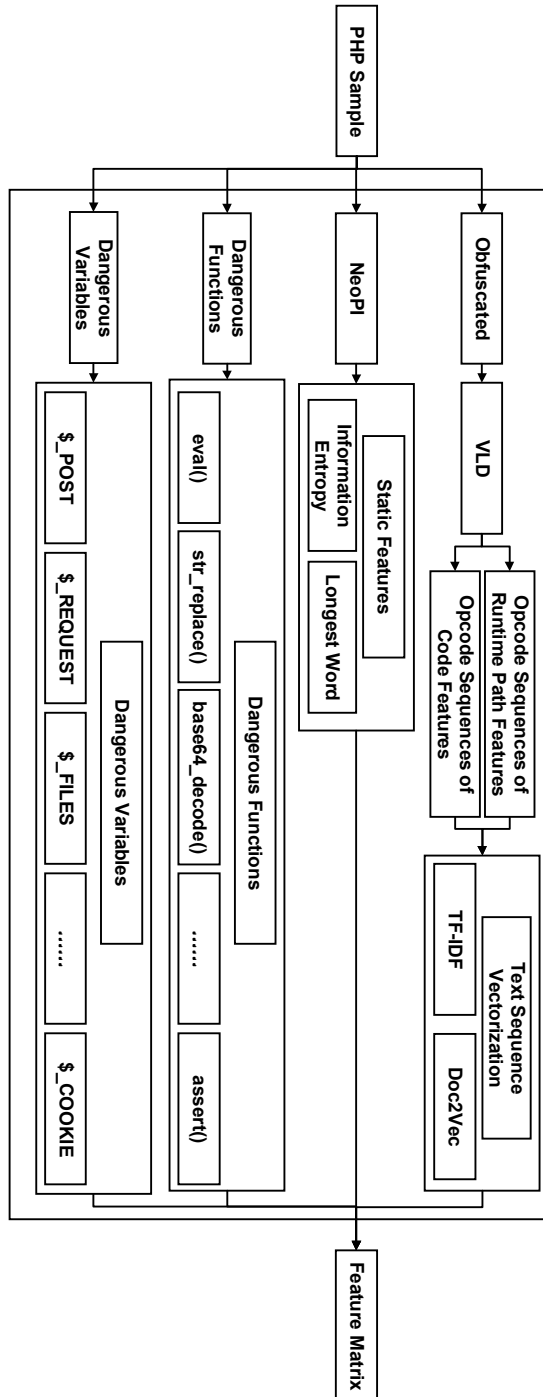 PHP Sample
Obfuscated
VLD
Opcode Sequences of
Runtime Path Features
Opcode Sequences of
Code Features
Text Sequence
Vectorization
TF-IDF
Doc2Vec
NeoPI
Static Features
Information
Entropy
Longest Word
Dangerous
Functions
Dangerous Functions
eval()
str_replace()
base64_decode()
......
assert()
Dangerous
Variables
Dangerous Variables
$_POST
$_REQUEST
$_FILES
......
$_COOKIE
Feature Matrix